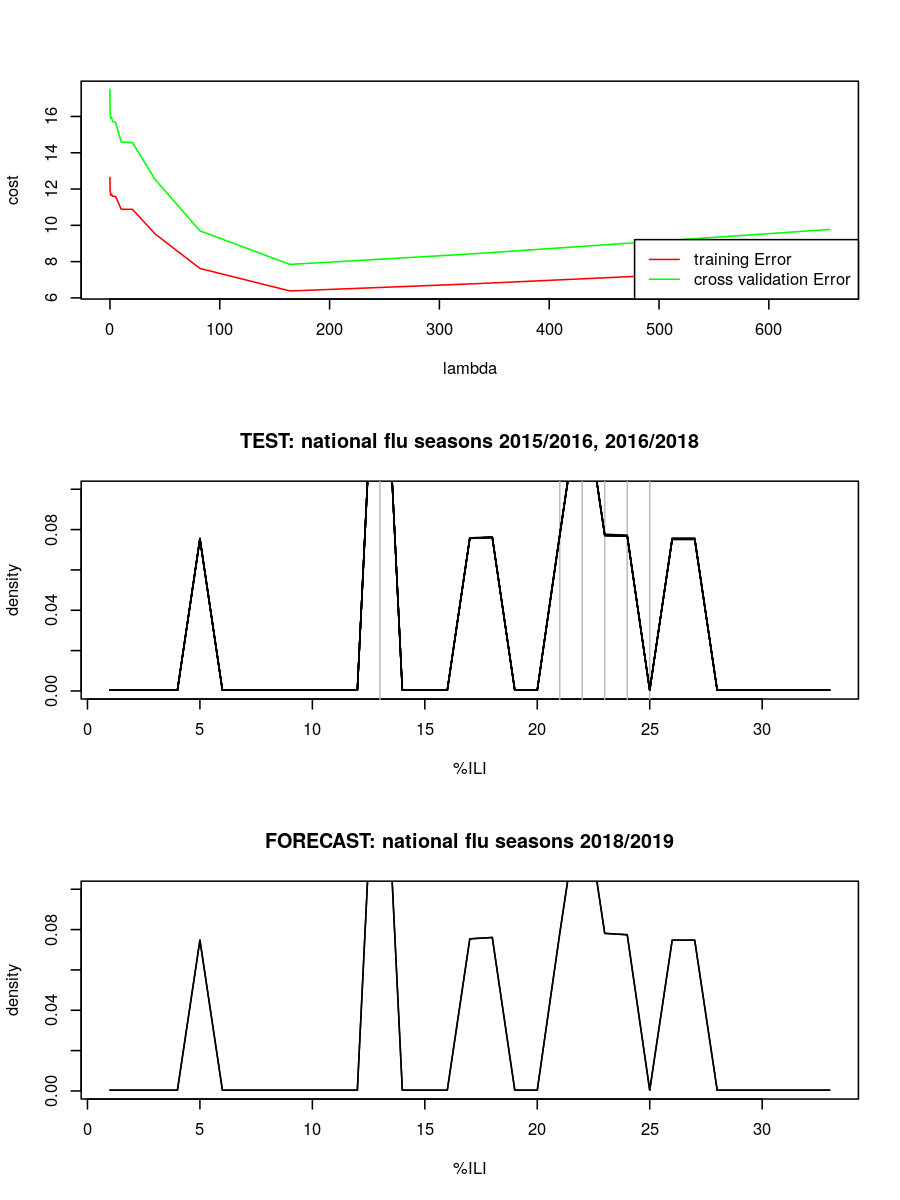 cost
16
14
12
10
8
6
training Error
cross validation Error
0 100 200 300 400 500 600
lambda
TEST: national flu seasons 2015/2016, 2016/2018
density
0.08
0.04
0.00
0 5 10 15 20 25 30
%ILI
FORECAST: national flu seasons 2018/2019
density
0.08
0.04
0.00
0 5 10 15 20 25 30
%ILI